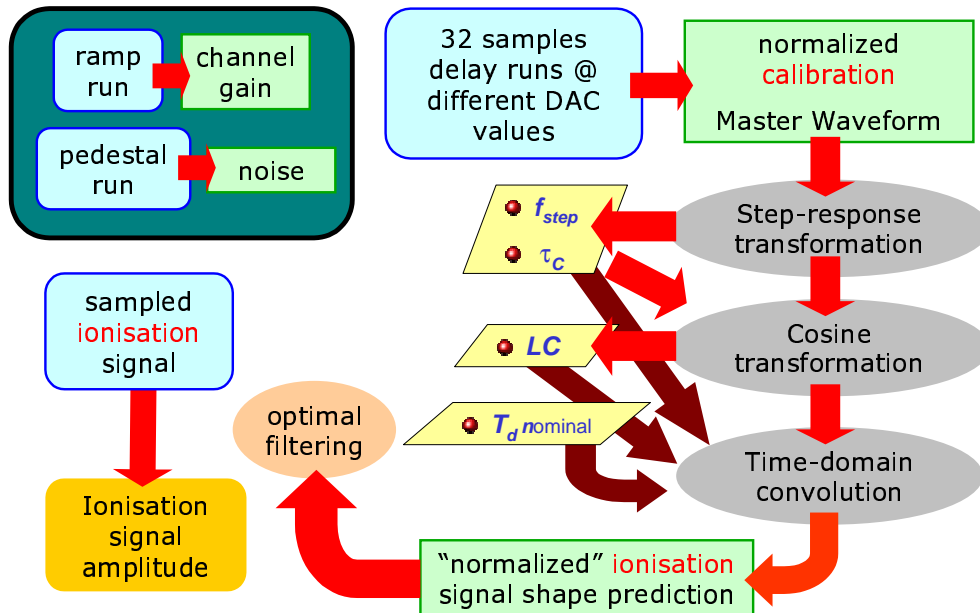 ramp
run
channel
gain
pedestal
run
noise
32 samples
delay runs @
different DAC
values
normalized
calibration
Master Waveform
f step
τC
Step-response
transformation
sampled
ionisation
signal
LC
Cosine
transformation
optimal
filtering
Td nominal
Time-domain
convolution
Ionisation
signal
amplitude
“normalized” ionisation
signal shape prediction